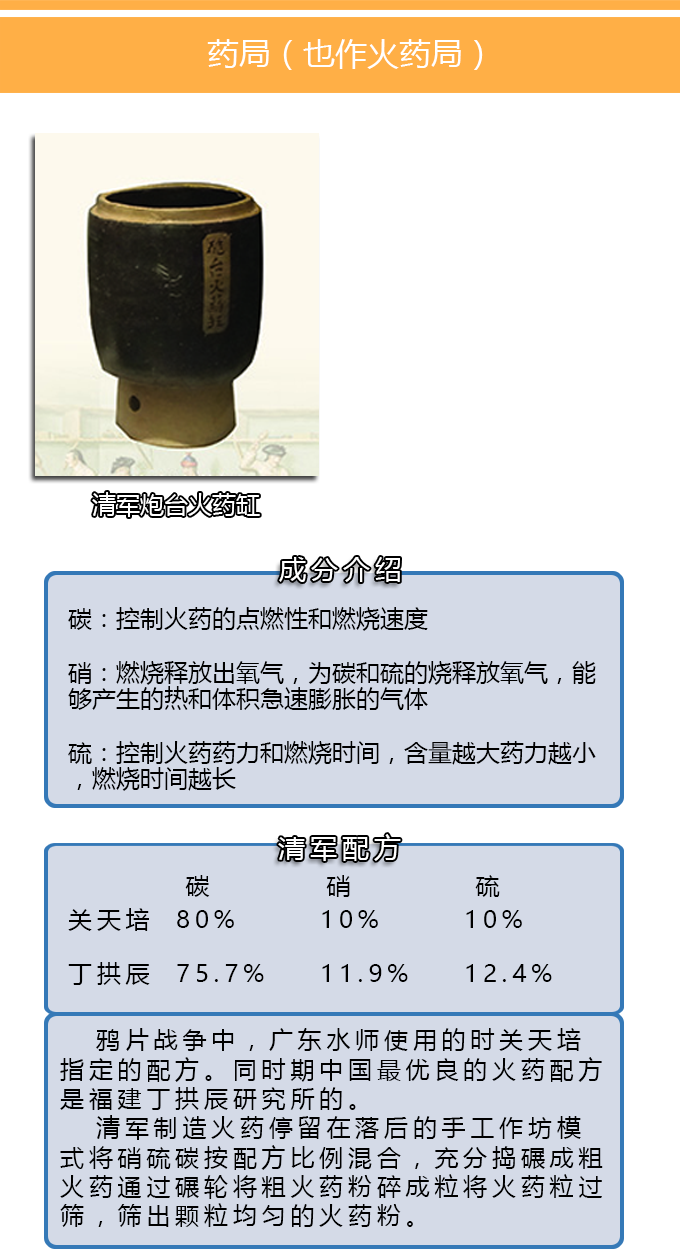 药局（也作火药局）
炮台火药缸
清军炮台火药缸
成分介绍
碳：控制火药的点燃性和燃烧速度
硝：燃烧释放出氧气，为碳和硫的烧释放氧气，能
够产生的热和体积急速膨胀的气体
硫：控制火药药力和燃烧时间，含量越大药力越小
，燃烧时间越长
清军配方
碳 硝 硫
关天培 80% 10% 10%
丁拱辰 75.7% 11.9% 12.4%
鸦片战争中，广东水师使用的时关天培
指定的配方。同时期中国最优良的火药配方
是福建丁拱辰研究所的。
清军制造火药停留在落后的手工作坊模
式将硝硫碳按配方比例混合，充分捣碾成粗
火药通过碾轮将粗火药粉碎成粒将火药粒过
筛，筛出颗粒均匀的火药粉。